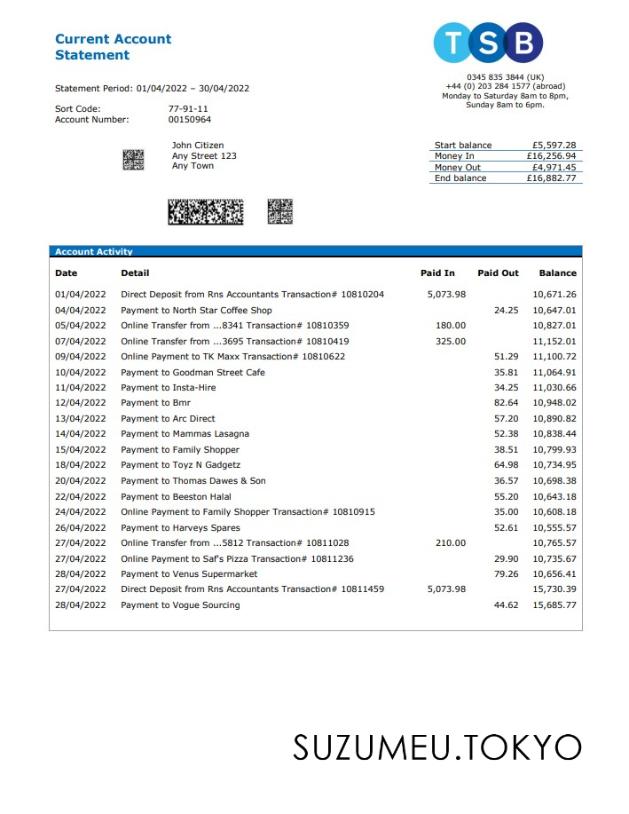 Current Account
Statement
TSB
0345 835 3844 (UK)
+44 (0) 203 284 1577 (abroad)
Monday to Saturday 8am to 8pm,
Sunday 8am to 6pm.
Statement Period: 01/04/2022 – 30/04/2022
Sort Code: 77-91-11
Account Number: 00150964
John Citizen
Any Street 123
Any Town
Start balance £5,597.28
Money In £16,256.94
Money Out £4,971.45
End balance £16,882.77
Account Activity
Date Detail Paid In Paid Out Balance
01/04/2022 Direct Deposit from Rns Accountants Transaction# 10810204 5,073.98 10,671.26
04/04/2022 Payment to North Star Coffee Shop 24.25 10,647.01
05/04/2022 Online Transfer from ...8341 Transaction# 10810359 180.00 10,827.01
07/04/2022 Online Transfer from ...3695 Transaction# 10810419 325.00 11,152.01
09/04/2022 Online Payment to TK Maxx Transaction# 10810622 51.29 11,100.72
10/04/2022 Payment to Goodman Street Cafe 35.81 11,064.91
11/04/2022 Payment to Insta-Hire 34.25 11,030.66
12/04/2022 Payment to Bmr 82.64 10,948.02
13/04/2022 Payment to Arc Direct 57.20 10,890.82
14/04/2022 Payment to Mammas Lasagna 52.38 10,838.44
15/04/2022 Payment to Family Shopper 38.51 10,799.93
18/04/2022 Payment to Toyz N Gadgetz 64.98 10,734.95
20/04/2022 Payment to Thomas Dawes & Son 36.57 10,698.38
22/04/2022 Payment to Beeston Halal 55.20 10,643.18
24/04/2022 Online Payment to Family Shopper Transaction# 10810915 35.00 10,608.18
26/04/2022 Payment to Harveys Spares 52.61 10,555.57
27/04/2022 Online Transfer from ...5812 Transaction# 10811028 210.00 10,765.57
27/04/2022 Online Payment to Saf's Pizza Transaction# 10811236 29.90 10,735.67
28/04/2022 Payment to Venus Supermarket 79.26 10,656.41
27/04/2022 Direct Deposit from Rns Accountants Transaction# 10811459 5,073.98 15,730.39
28/04/2022 Payment to Vogue Sourcing 44.62 15,685.77
SUZUMEU.TOKYO